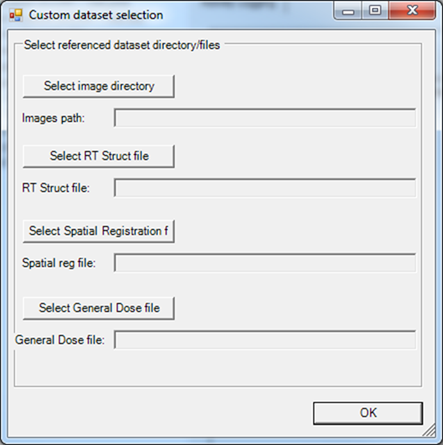 Custom dataset selection
Select referenced dataset directory/files
Select image directory
Images path:
Select RT Struct file
RT Struct file:
Select Spatial Registration f
Spatial reg file:
Select General Dose file
General Dose file:
OK